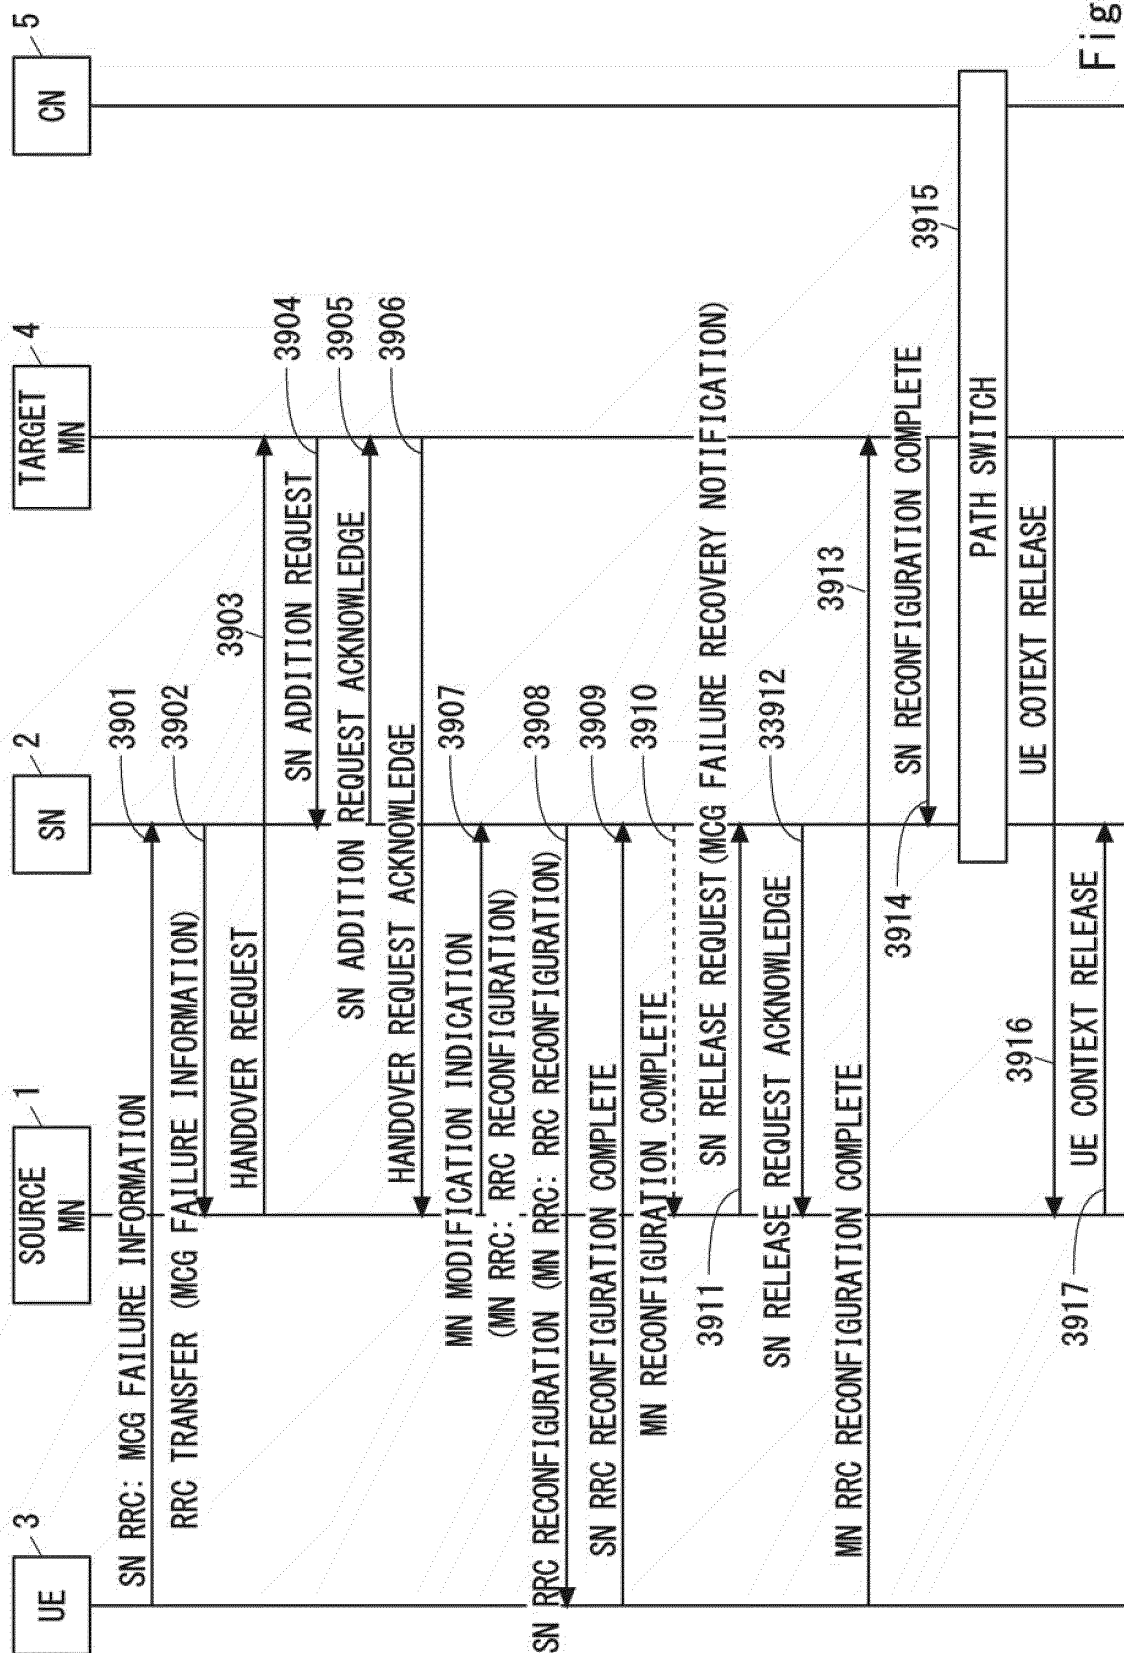 UE
3
SOURCE
MN
1
SN
2
TARGET
MN
4
CN
5
SN RRC: MCG FAILURE INFORMATION
3901
RRC TRANSFER (MCG FAILURE INFORMATION)
3902
HANDOVER REQUEST
3903
SN ADDITION REQUEST
3904
SN ADDITION REQUEST ACKNOWLEDGE
3905
HANDOVER REQUEST ACKNOWLEDGE
3906
MN MODIFICATION INDICATION
(MN RRC: RRC RECONFIGURATION)
3907
SN RRC RECONFIGURATION (MN RRC: RRC RECONFIGURATION)
3908
SN RRC RECONFIGURATION COMPLETE
3909
MN RECONFIGURATION COMPLETE
3910
SN RELEASE REQUEST (MCG FAILURE RECOVERY NOTIFICATION)
3911
SN RELEASE REQUEST ACKNOWLEDGE
33912
MN RRC RECONFIGURATION COMPLETE
3913
SN RECONFIGURATION COMPLETE
3914
PATH SWITCH
3915
UE COTEXT RELEASE
3916
UE CONTEXT RELEASE
3917
Fig